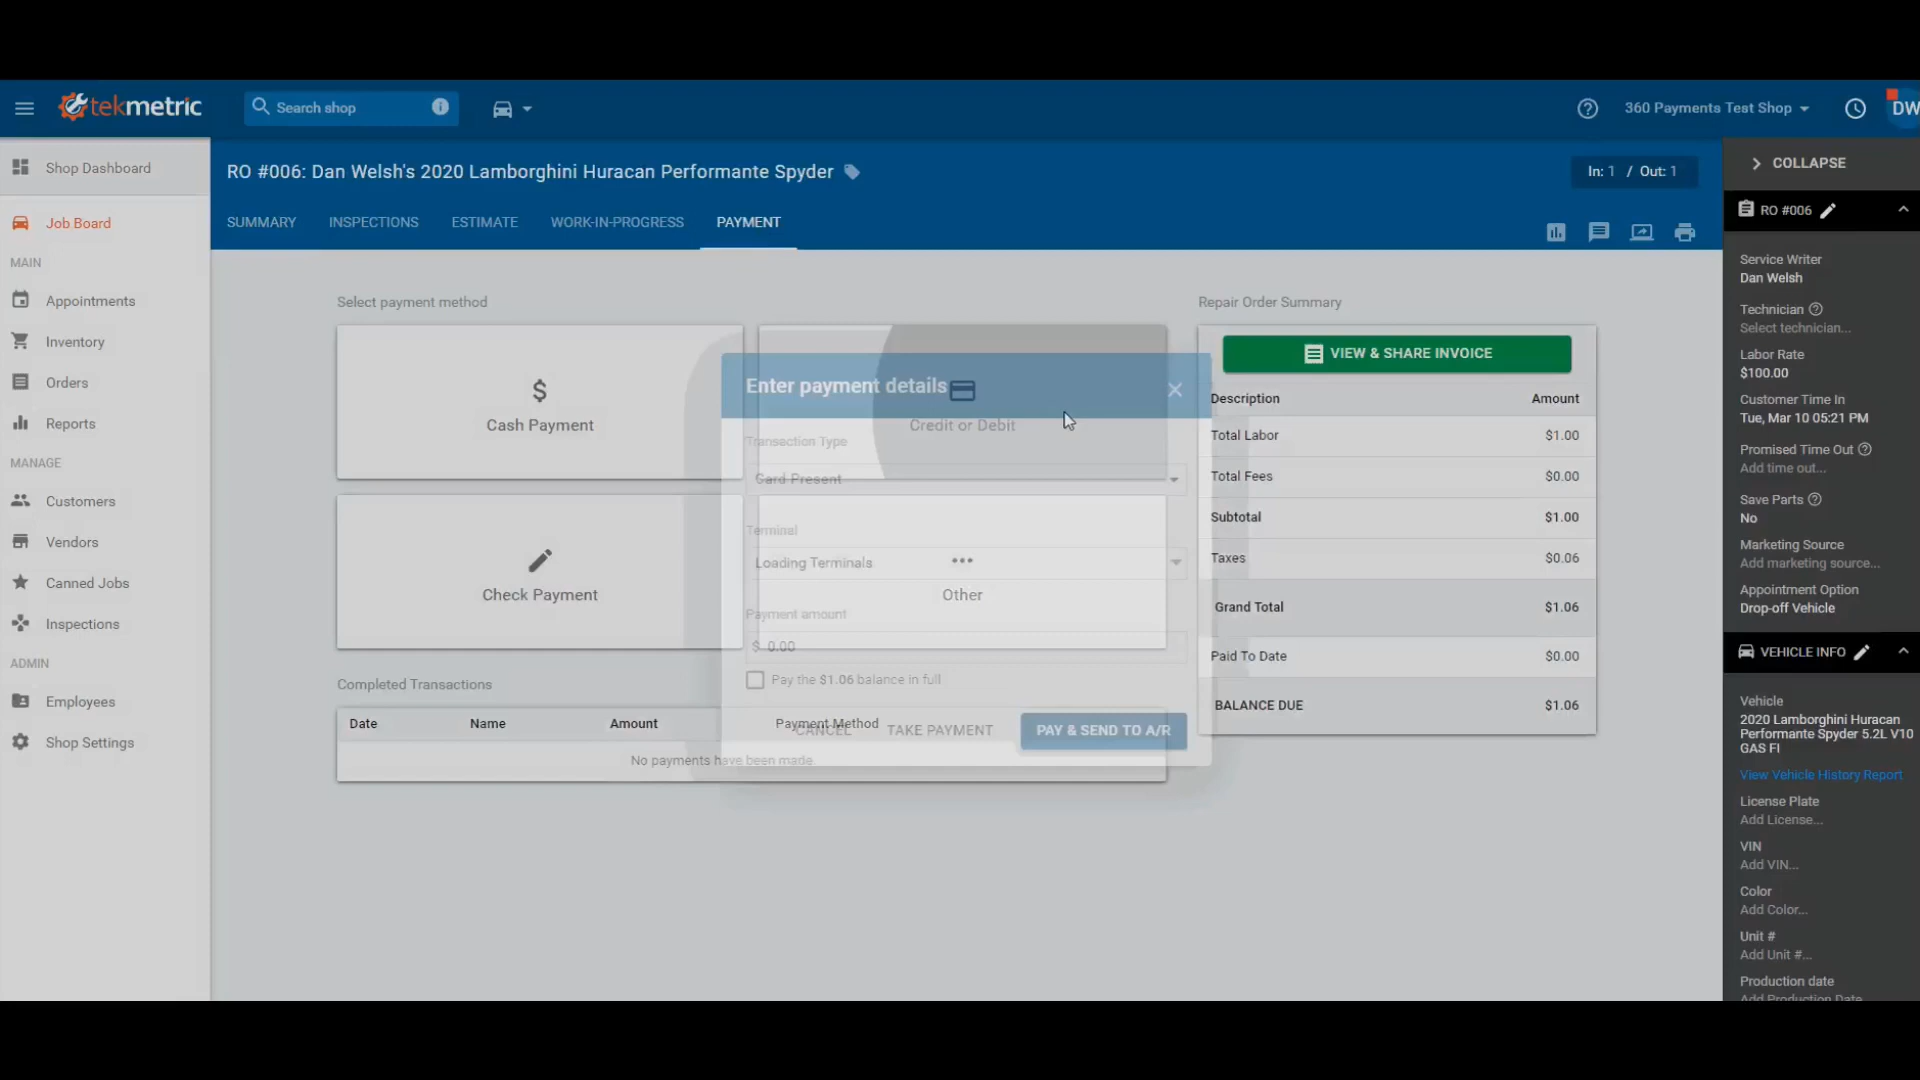 tekmetric
Search shop
360 Payments Test Shop
DW
Shop Dashboard
Job Board
MAIN
Appointments
Inventory
Orders
Reports
MANAGE
Customers
Vendors
Canned Jobs
Inspections
ADMIN
Employees
Shop Settings
RO #006: Dan Welsh's 2020 Lamborghini Huracan Performante Spyder
In: 1 / Out: 1
SUMMARY INSPECTIONS ESTIMATE WORK-IN-PROGRESS PAYMENT
Select payment method
$
Cash Payment
Credit or Debit
Check Payment
Other
Completed Transactions
Date Name Amount Payment Method
No payments have been made.
Enter payment details
Transaction Type
Card Present
Terminal
Loading Terminals
Payment amount
$ 0.00
Pay the $1.06 balance in full
CANCEL TAKE PAYMENT PAY & SEND TO A/R
Repair Order Summary
VIEW & SHARE INVOICE
Description Amount
Total Labor $1.00
Total Fees $0.00
Subtotal $1.00
Taxes $0.06
Grand Total $1.06
Paid To Date $0.00
BALANCE DUE $1.06
COLLAPSE
RO #006
Service Writer
Dan Welsh
Technician
Select technician...
Labor Rate
$100.00
Customer Time In
Tue, Mar 10 05:21 PM
Promised Time Out
Add time out...
Save Parts
No
Marketing Source
Add marketing source...
Appointment Option
Drop-off Vehicle
VEHICLE INFO
Vehicle
2020 Lamborghini Huracan
Performante Spyder 5.2L V10
GAS FI
View Vehicle History Report
License Plate
Add License...
VIN
Add VIN...
Color
Add Color...
Unit #
Add Unit #...
Production date
Add Production Date